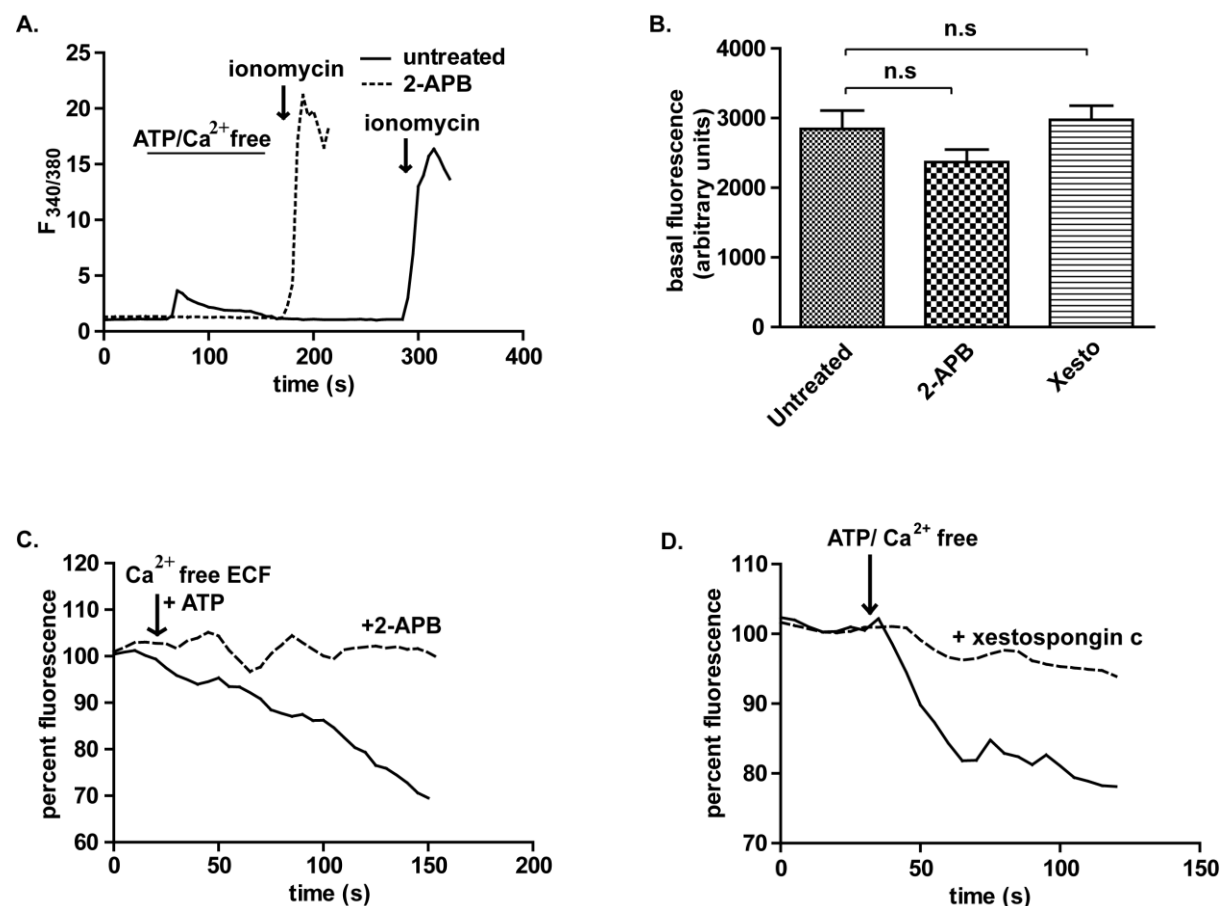 A.
25
20
15
10
5
0
F340/380
ionomycin
untreated
2-APB
ATP/Ca2+ free
ionomycin
0 100 200 300 400
time (s)
B.
4000
3000
2000
1000
0
basal fluorescence
(arbitrary units)
n.s
n.s
Untreated
2-APB
Xesto
C.
120
110
100
90
80
70
60
percent fluorescence
Ca2+ free ECF
+ ATP
+2-APB
0 50 100 150 200
time (s)
D.
110
100
90
80
70
percent fluorescence
ATP/ Ca2+ free
+ xestospongin c
0 50 100 150
time (s)